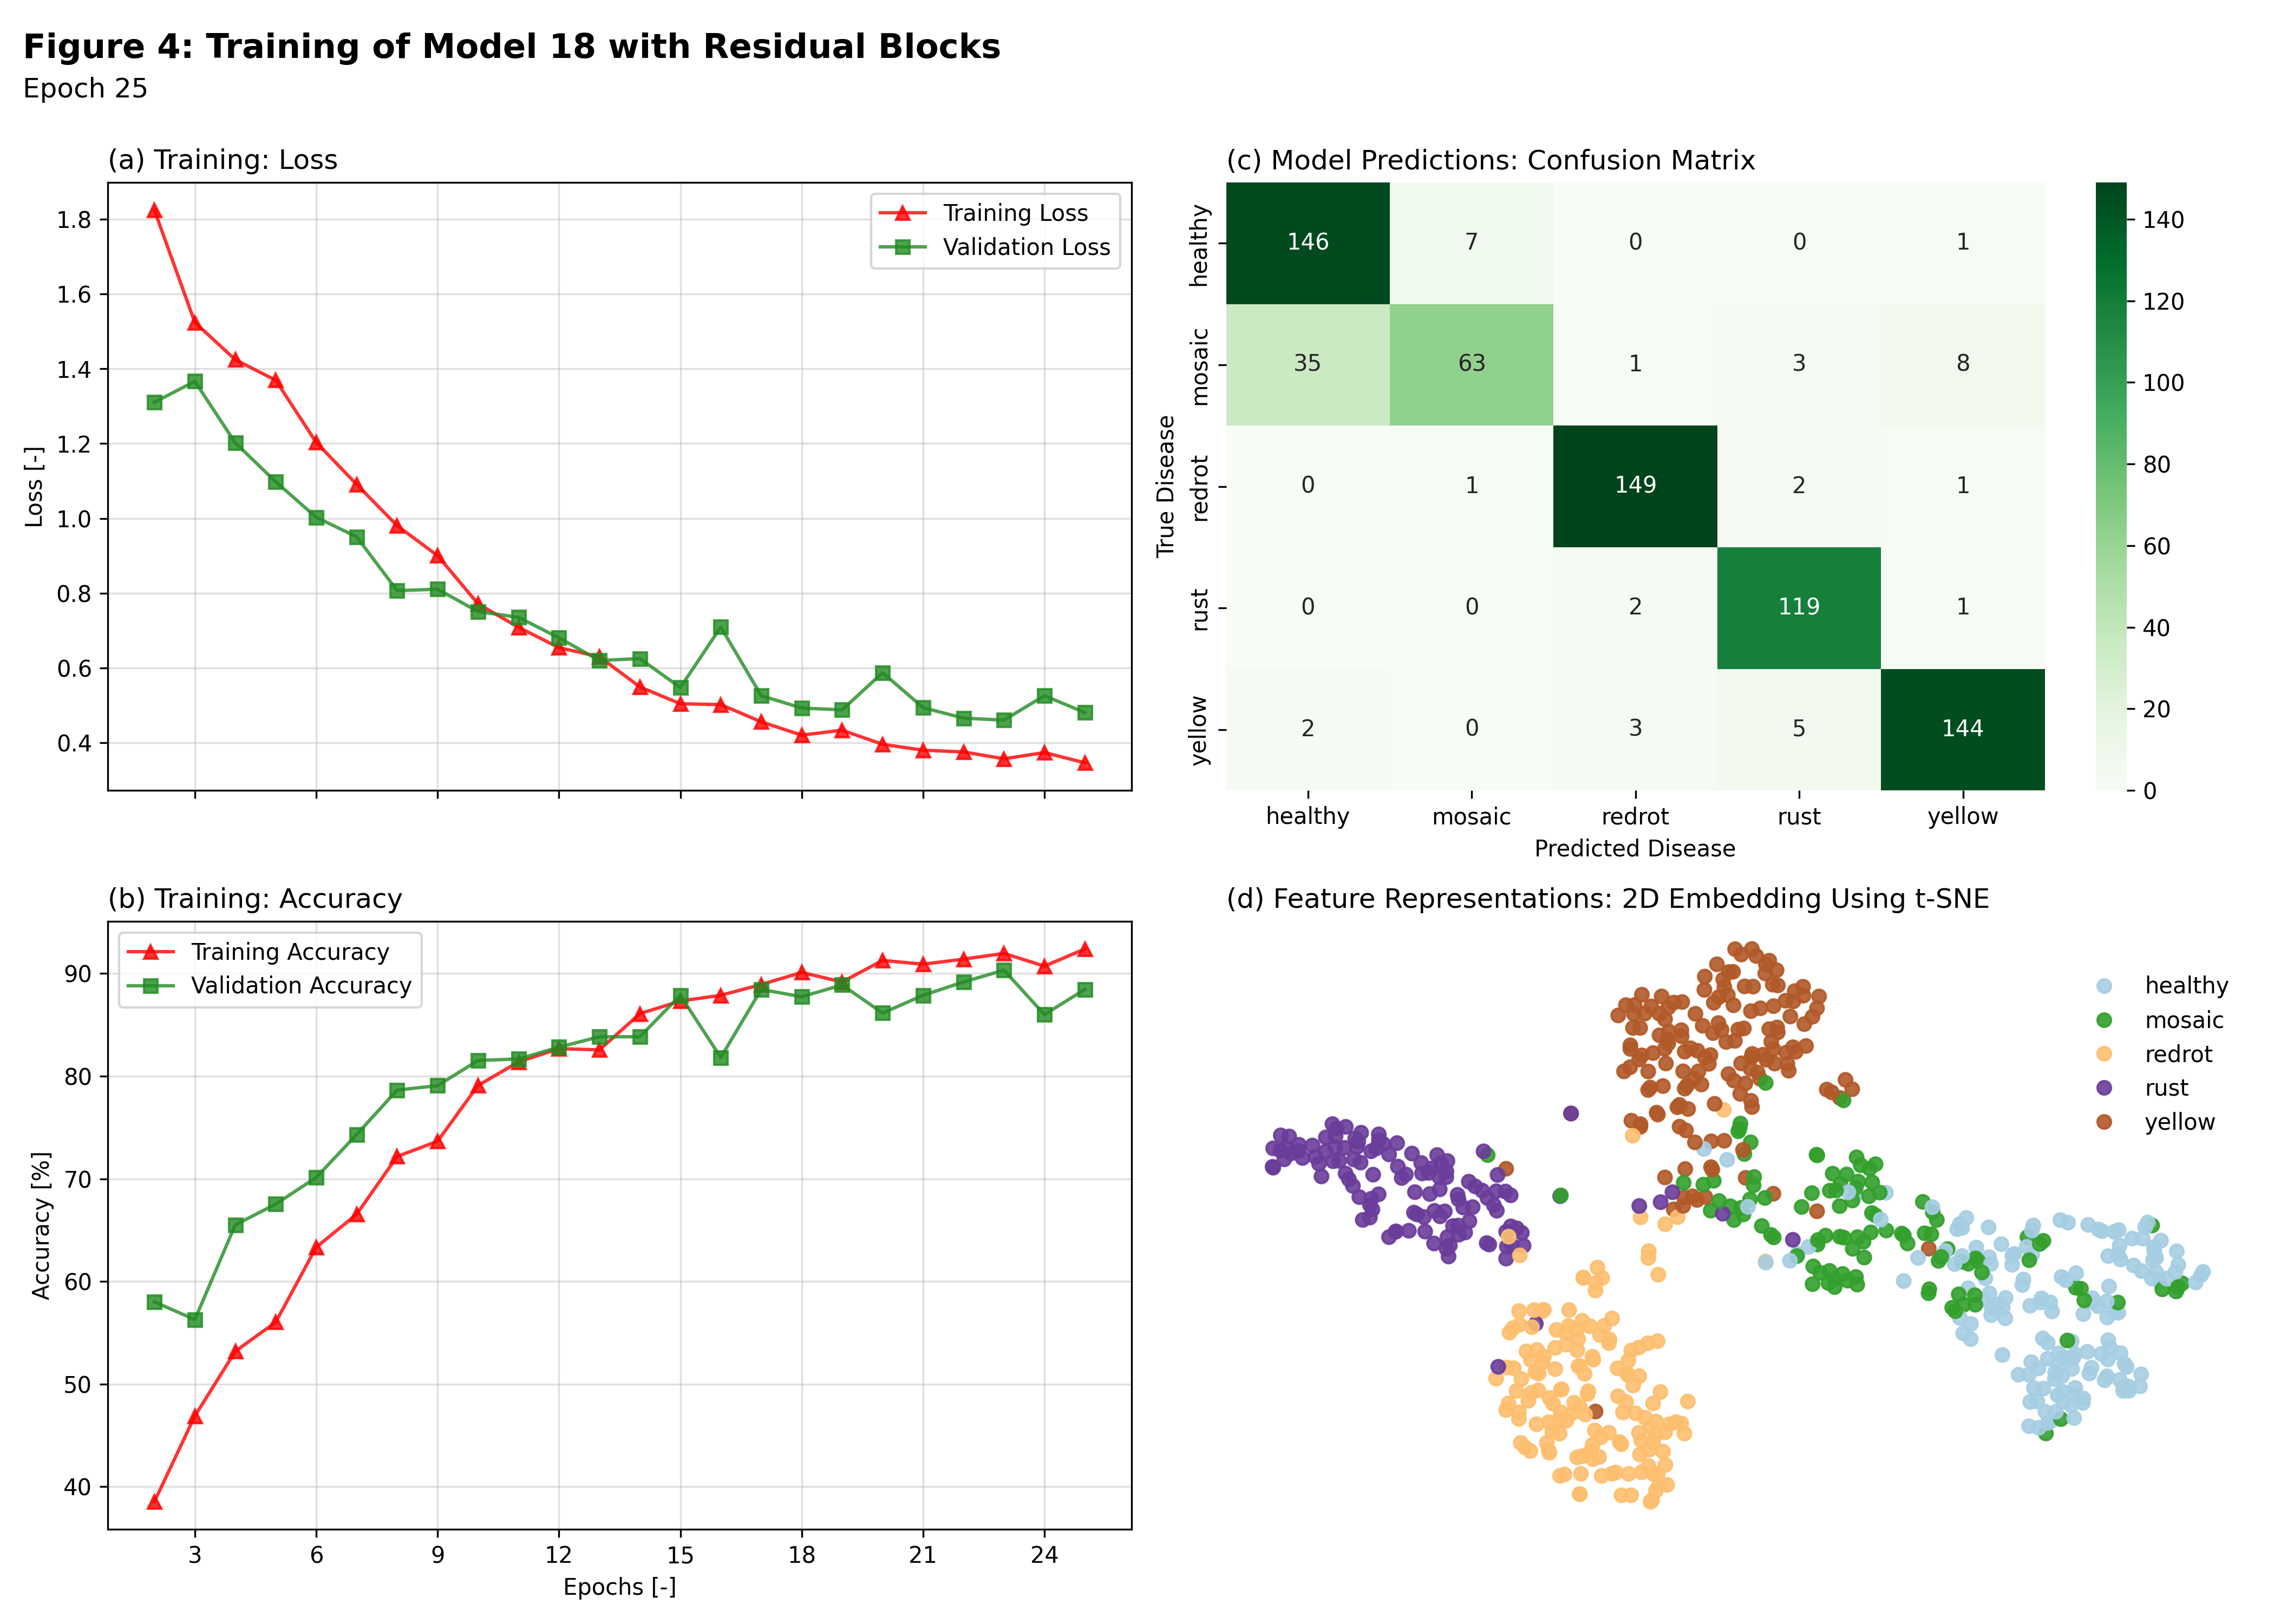 Figure 4: Training of Model 18 with Residual Blocks
Epoch 25
(a) Training: Loss
Training Loss
Validation Loss
1.8
1.6
1.4
1.2
1.0
0.8
0.6
0.4
Loss [-]
(b) Training: Accuracy
Training Accuracy
Validation Accuracy
90
80
70
60
50
40
Accuracy [%]
3 6 9 12 15 18 21 24
Epochs [-]
(c) Model Predictions: Confusion Matrix
True Disease
healthy 146 7 0 0 1
mosaic 35 63 1 3 8
redrot 0 1 149 2 1
rust 0 0 2 119 1
yellow 2 0 3 5 144
healthy mosaic redrot rust yellow
Predicted Disease
140
120
100
80
60
40
20
0
(d) Feature Representations: 2D Embedding Using t-SNE
healthy
mosaic
redrot
rust
yellow